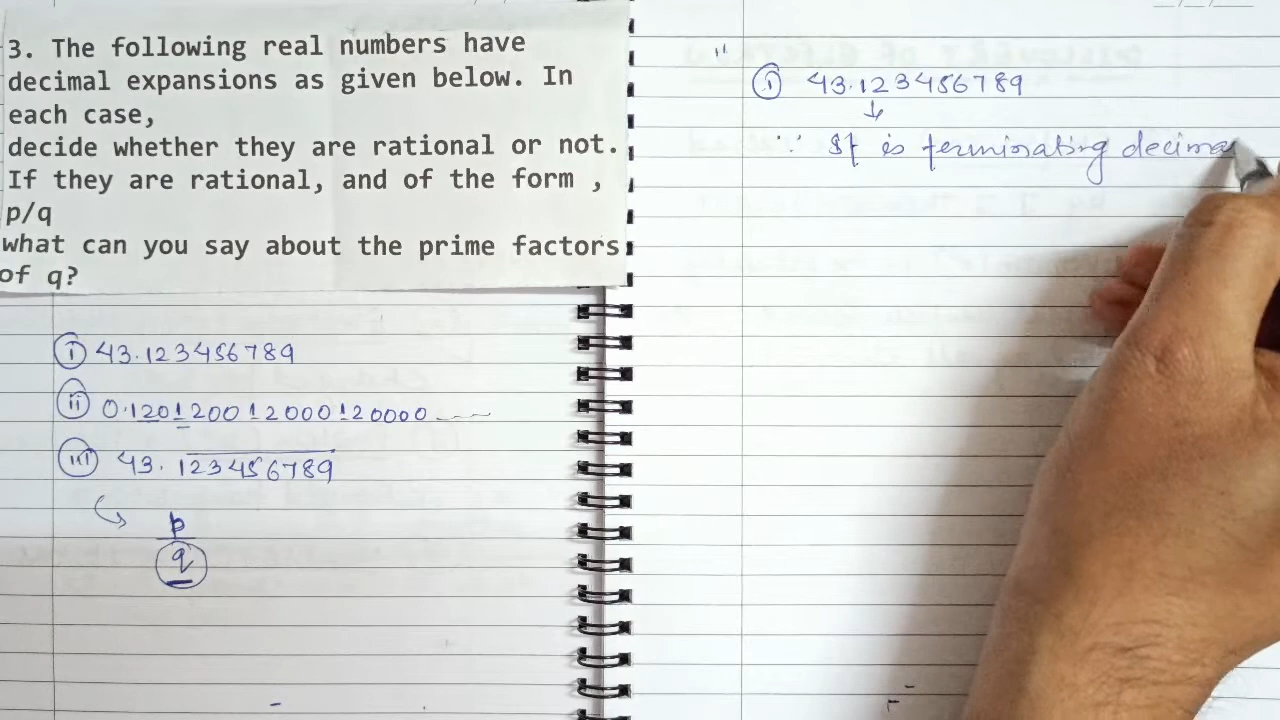 3. The following real numbers have
decimal expansions as given below. In
each case,
decide whether they are rational or not.
If they are rational, and of the form ,
p/q
what can you say about the prime factors
of q?
(i) 43.123456789
(ii) 0.120120012000120000----
(iii) 43.123456789
p
q
(i) 43.123456789
∵ It is terminating decima